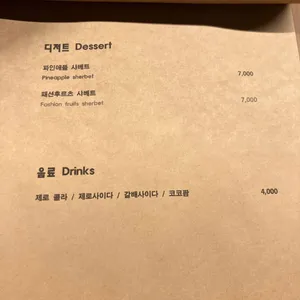 디저트 Dessert
파인애플 샤베트 7,000
Pineapple sherbet
패션후르츠 샤베트 7,000
Fashion fruits sherbet
음료 Drinks
제로 콜라 / 제로사이다 / 갈배사이다 / 코코팜 4,000